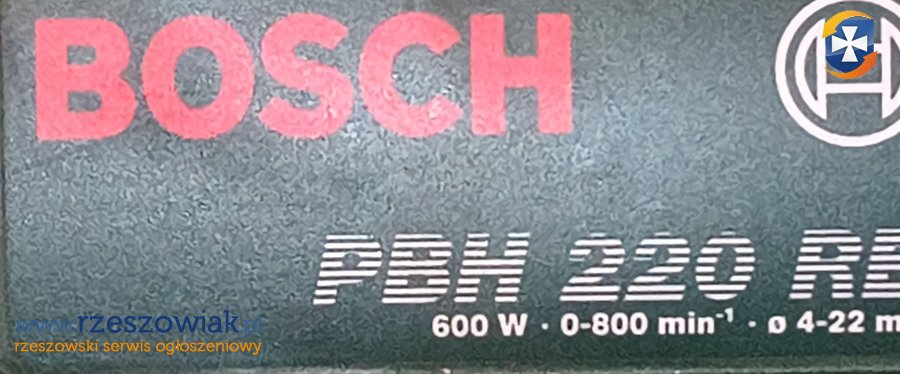 BOSCH
PBH 220 RE
600 W · 0-800 min⁻¹ · ø 4-22 m
www.rzeszowiak.pl
rzeszowski serwis ogłoszeniowy